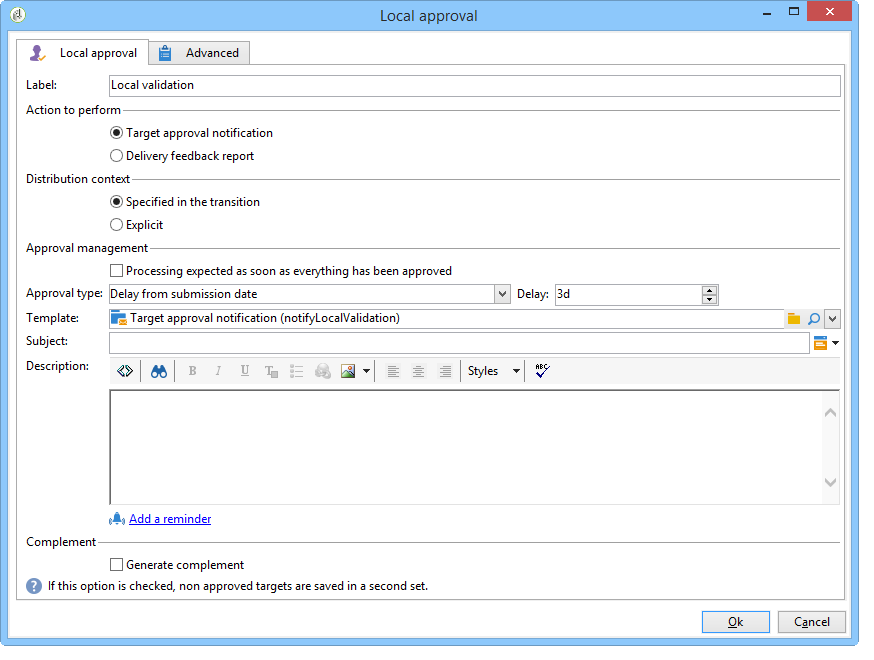 Local approval
Local approval Advanced
Label: Local validation
Action to perform
Target approval notification
Delivery feedback report
Distribution context
Specified in the transition
Explicit
Approval management
Processing expected as soon as everything has been approved
Approval type: Delay from submission date Delay: 3d
Template: Target approval notification (notifyLocalValidation)
Subject:
Description: B I U T Styles ABC
Add a reminder
Complement
Generate complement
? If this option is checked, non approved targets are saved in a second set.
Ok Cancel